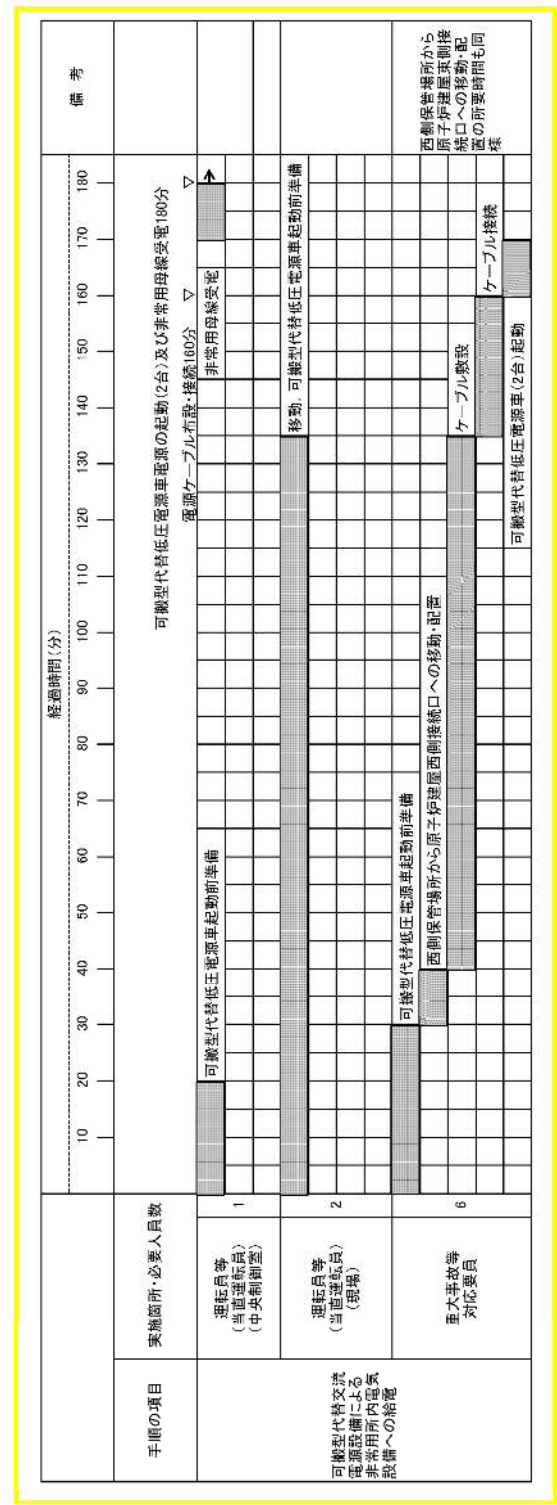 手順の項目
実施箇所・必要人員数
経過時間(分)
10 20 30 40 50 60 70 80 90 100 110 120 130 140 150 160 170 180
備考
可搬型代替低圧電源車電源の起動(2台)及び非常用母線受電180分
電源ケーブル布設・接続160分
可搬型代替交流
電源設備による
非常用所内電気
設備への給電
運転員等
(当直運転員)
(中央制御室)
1
可搬型代替低圧電源車起動前準備
非常用母線受電
運転員等
(当直運転員)
(現場)
2
移動,可搬型代替低圧電源車起動前準備
重大事故等
対応要員
6
可搬型代替低圧電源車起動前準備
西側保管場所から原子炉建屋西側接続口への移動・配置
ケーブル敷設
ケーブル接続
可搬型代替低圧電源車(2台)起動
西側保管場所から
原子炉建屋東側接
続口への移動・配
置の所要時間も同
様